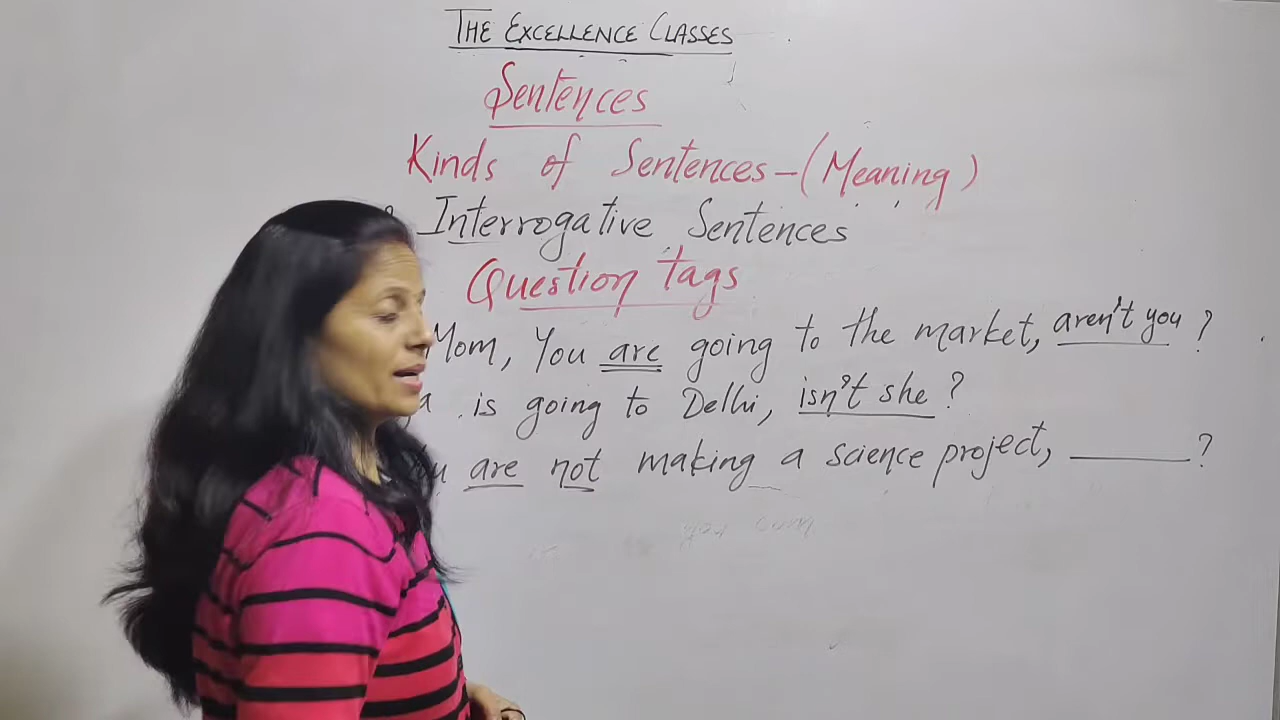 THE EXCELLENCE CLASSES
Sentences
Kinds of Sentences-(Meaning)
Interrogative Sentences
Question tags
Mom, You are going to the market, aren't you ?
is going to Delhi, isn't she ?
are not making a science project, ______ ?